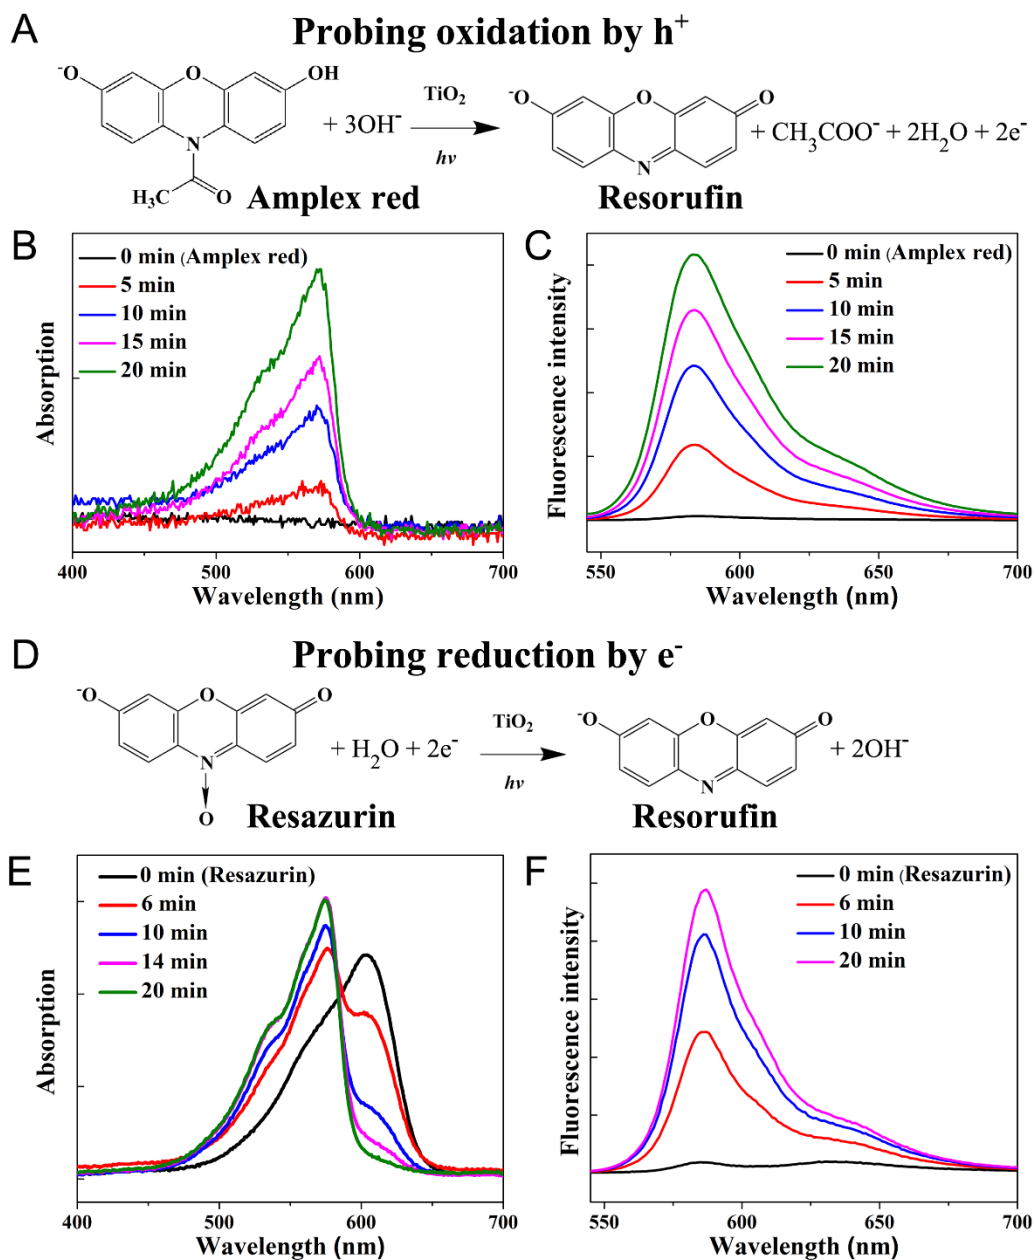 A
Probing oxidation by h⁺
⁻O
O
OH
N
H₃C
O
+ 3OH⁻
TiO₂
hv
⁻O
O
O
N
+ CH₃COO⁻ + 2H₂O + 2e⁻
Amplex red
Resorufin
B
0 min (Amplex red)
5 min
10 min
15 min
20 min
Absorption
400
500
600
700
Wavelength (nm)
C
0 min (Amplex red)
5 min
10 min
15 min
20 min
Fluorescence intensity
550
600
650
700
Wavelength (nm)
D
Probing reduction by e⁻
⁻O
O
O
N
O
+ H₂O + 2e⁻
TiO₂
hv
⁻O
O
O
N
+ 2OH⁻
Resazurin
Resorufin
E
0 min (Resazurin)
6 min
10 min
14 min
20 min
Absorption
400
500
600
700
Wavelength (nm)
F
0 min (Resazurin)
6 min
10 min
20 min
Fluorescence intensity
550
600
650
700
Wavelength (nm)